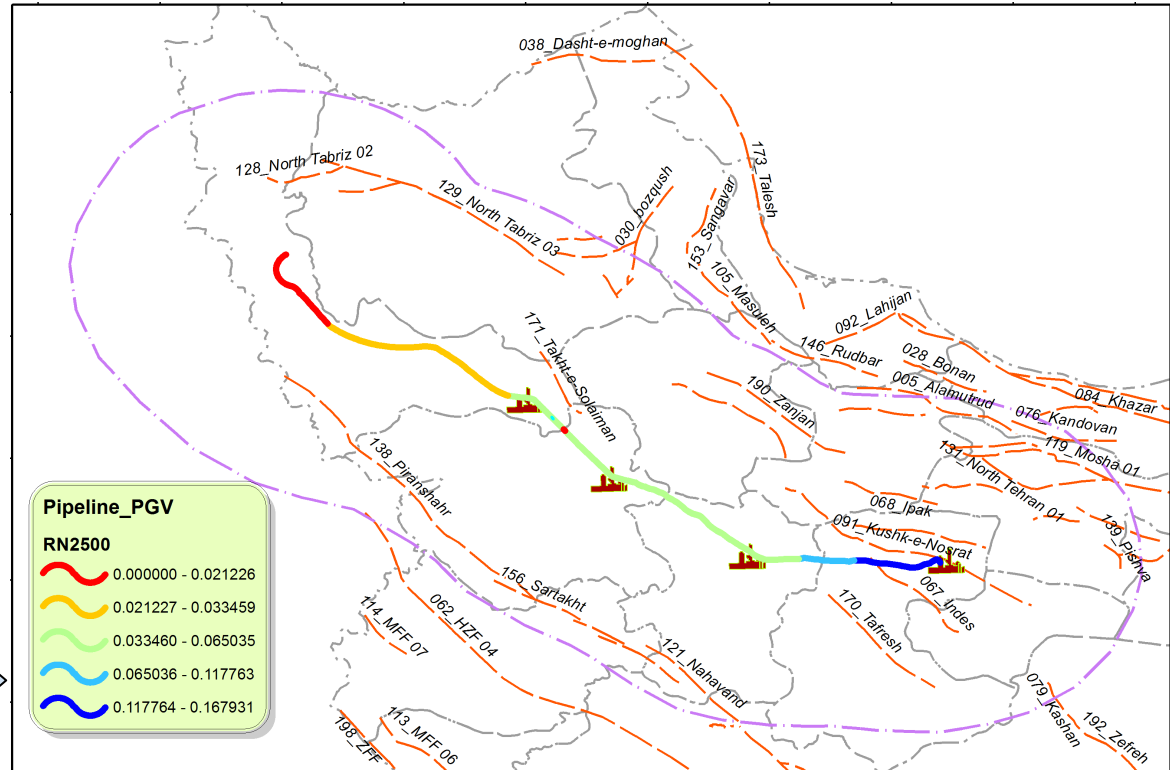 038_Dasht-e-moghan
128_North Tabriz 02
173_Talesh
129_North Tabriz 03
030_bozqush
153_Sangavar
105_Masuleh
092_Lahijan
171_Takht-e-Solaiman
146_Rudbar
028_Bonan
190_Zanjan
005_Alamutrud
084_Khazar
076_Kandovan
138_Piranshahr
119_Mosha 01
131_North Tehran 01
068_Ipak
091_Kushk-e-Nosrat
139_Pishva
156_Sartakht
067_Indes
170_Tafresh
114_MFF 07
062_HZF 04
121_Nahavand
079_Kashan
192_Zefreh
198_ZFF
113_MFF 06
Pipeline_PGV
RN2500
0.000000 - 0.021226
0.021227 - 0.033459
0.033460 - 0.065035
0.065036 - 0.117763
0.117764 - 0.167931